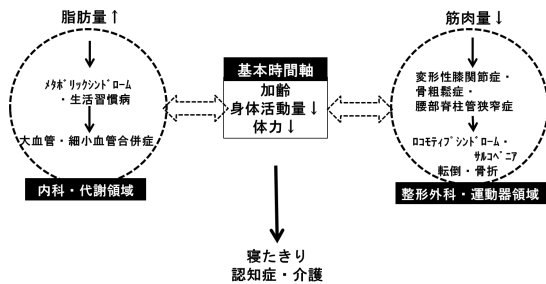 脂肪量↑
メタボリックシンドローム
・生活習慣病
大血管・細小血管合併症
内科・代謝領域
基本時間軸
加齢
身体活動量↓
体力↓
寝たきり
認知症・介護
筋肉量↓
変形性膝関節症・
骨粗鬆症・
腰部脊柱管狭窄症
ロコモティブシンドローム・
サルコペニア
転倒・骨折
整形外科・運動器領域